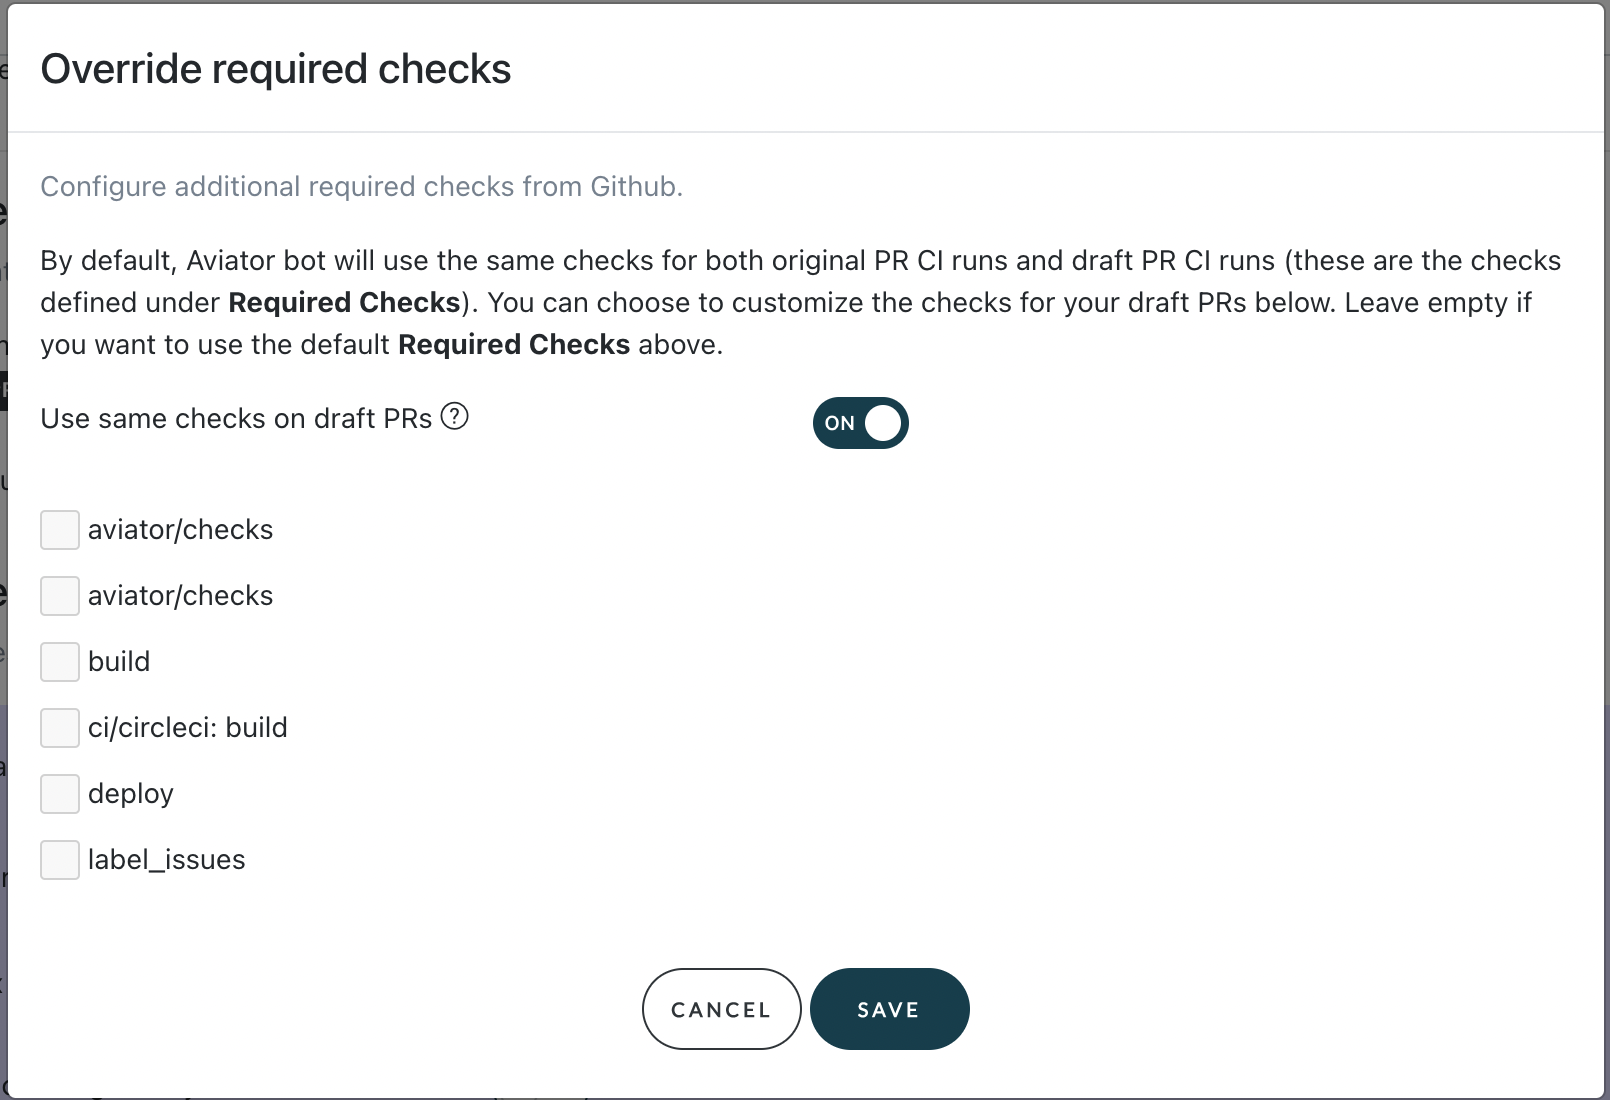 Override required checks
Configure additional required checks from Github.
By default, Aviator bot will use the same checks for both original PR CI runs and draft PR CI runs (these are the checks
defined under Required Checks). You can choose to customize the checks for your draft PRs below. Leave empty if
you want to use the default Required Checks above.
Use same checks on draft PRs ?
ON
aviator/checks
aviator/checks
build
ci/circleci: build
deploy
label_issues
CANCEL SAVE